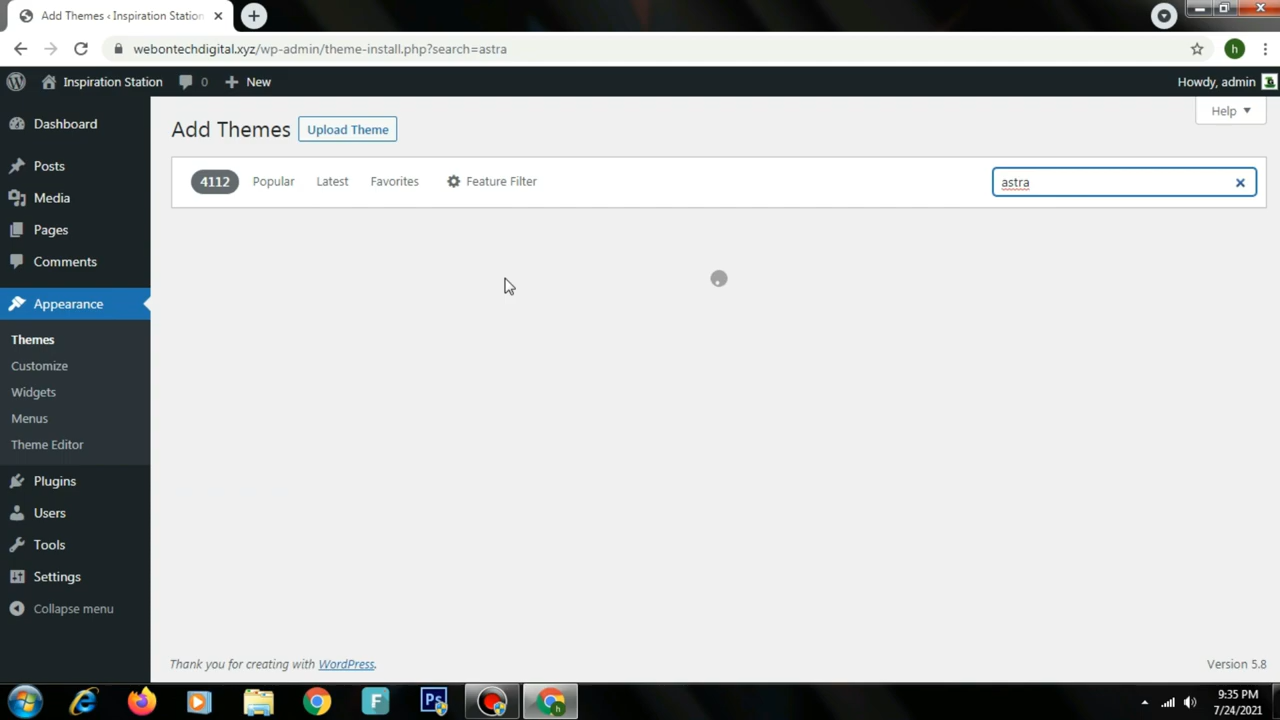 Add Themes ‹ Inspiration Station
webontechdigital.xyz/wp-admin/theme-install.php?search=astra
h
Inspiration Station
0
New
Howdy, admin
Help
Dashboard
Posts
Media
Pages
Comments
Appearance
Themes
Customize
Widgets
Menus
Theme Editor
Plugins
Users
Tools
Settings
Collapse menu
Add Themes
Upload Theme
4112
Popular
Latest
Favorites
Feature Filter
astra
Thank you for creating with WordPress.
Version 5.8
F
Ps
h
9:35 PM
7/24/2021